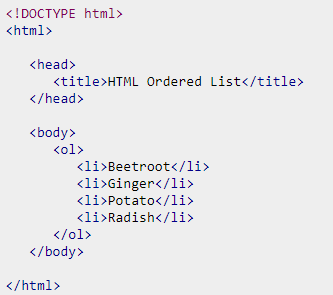 <!DOCTYPE html>
<html>
<head>
<title>HTML Ordered List</title>
</head>
<body>
<ol>
<li>Beetroot</li>
<li>Ginger</li>
<li>Potato</li>
<li>Radish</li>
</ol>
</body>
</html>